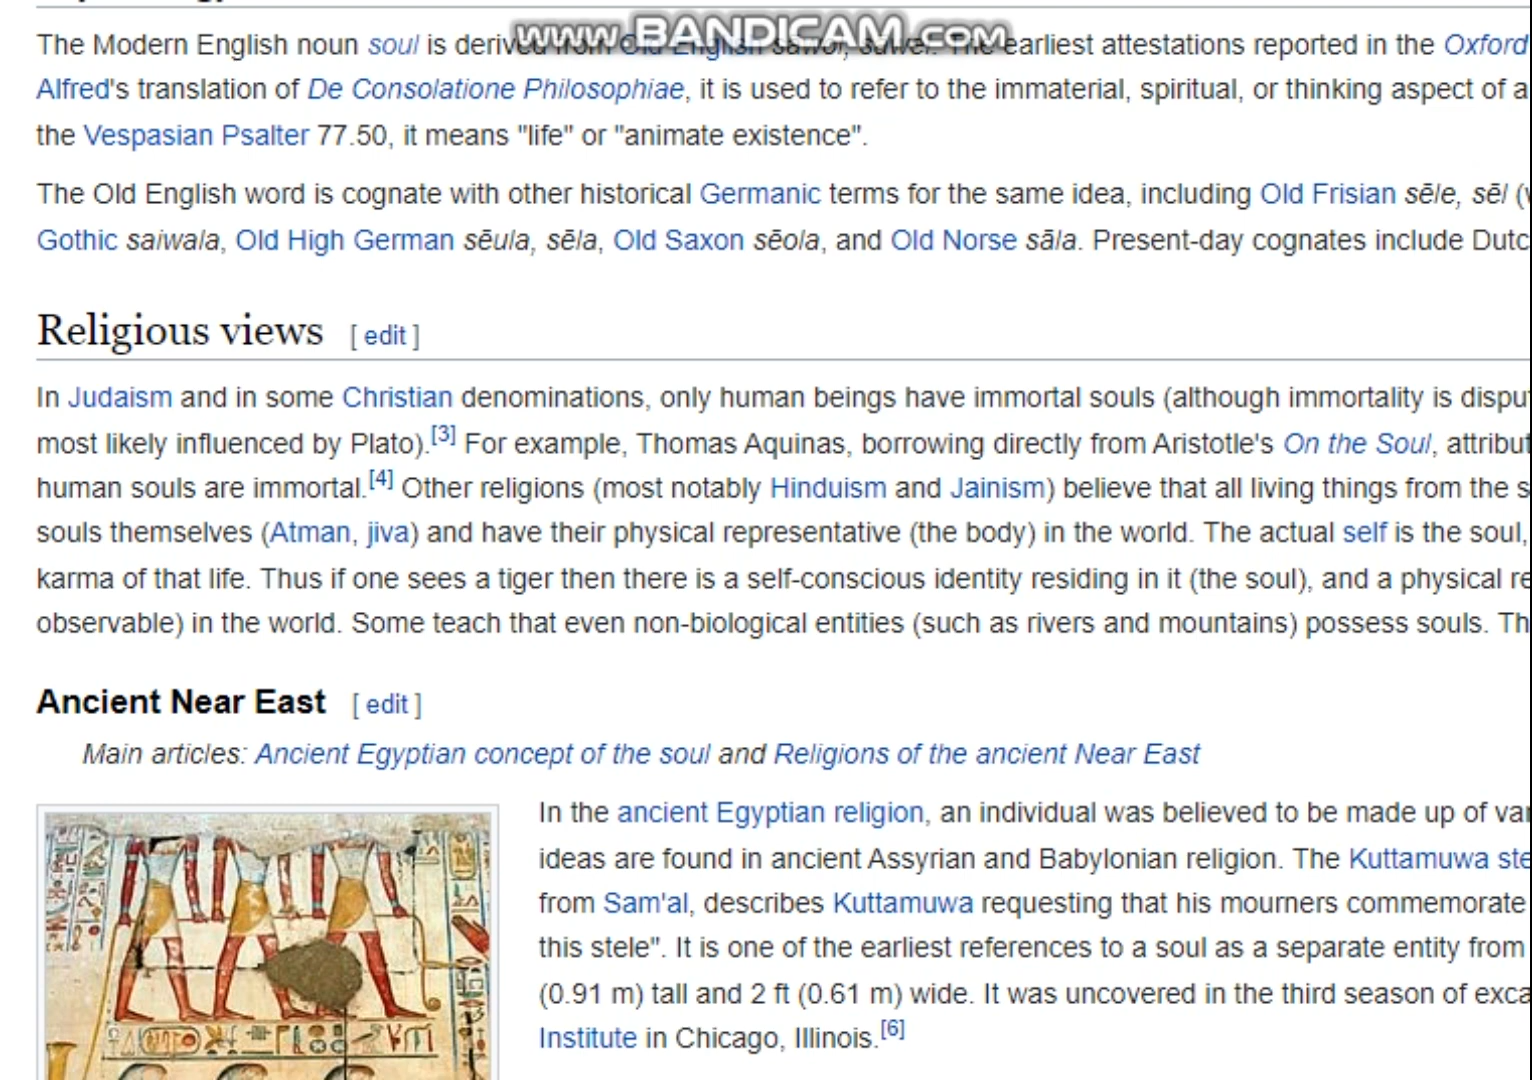 www.BANDICAM.com
The Modern English noun soul is derived from Old English sāwol, sāwel. The earliest attestations reported in the Oxford
Alfred's translation of De Consolatione Philosophiae, it is used to refer to the immaterial, spiritual, or thinking aspect of a
the Vespasian Psalter 77.50, it means "life" or "animate existence".
The Old English word is cognate with other historical Germanic terms for the same idea, including Old Frisian sēle, sēl
Gothic saiwala, Old High German sēula, sēla, Old Saxon sēola, and Old Norse sāla. Present-day cognates include Dutc
Religious views [ edit ]
In Judaism and in some Christian denominations, only human beings have immortal souls (although immortality is dispu
most likely influenced by Plato).[3] For example, Thomas Aquinas, borrowing directly from Aristotle's On the Soul, attribut
human souls are immortal.[4] Other religions (most notably Hinduism and Jainism) believe that all living things from the s
souls themselves (Atman, jiva) and have their physical representative (the body) in the world. The actual self is the soul,
karma of that life. Thus if one sees a tiger then there is a self-conscious identity residing in it (the soul), and a physical re
observable) in the world. Some teach that even non-biological entities (such as rivers and mountains) possess souls. Th
Ancient Near East [ edit ]
Main articles: Ancient Egyptian concept of the soul and Religions of the ancient Near East
In the ancient Egyptian religion, an individual was believed to be made up of var
ideas are found in ancient Assyrian and Babylonian religion. The Kuttamuwa ste
from Sam'al, describes Kuttamuwa requesting that his mourners commemorate
this stele". It is one of the earliest references to a soul as a separate entity from
(0.91 m) tall and 2 ft (0.61 m) wide. It was uncovered in the third season of exca
Institute in Chicago, Illinois.[6]